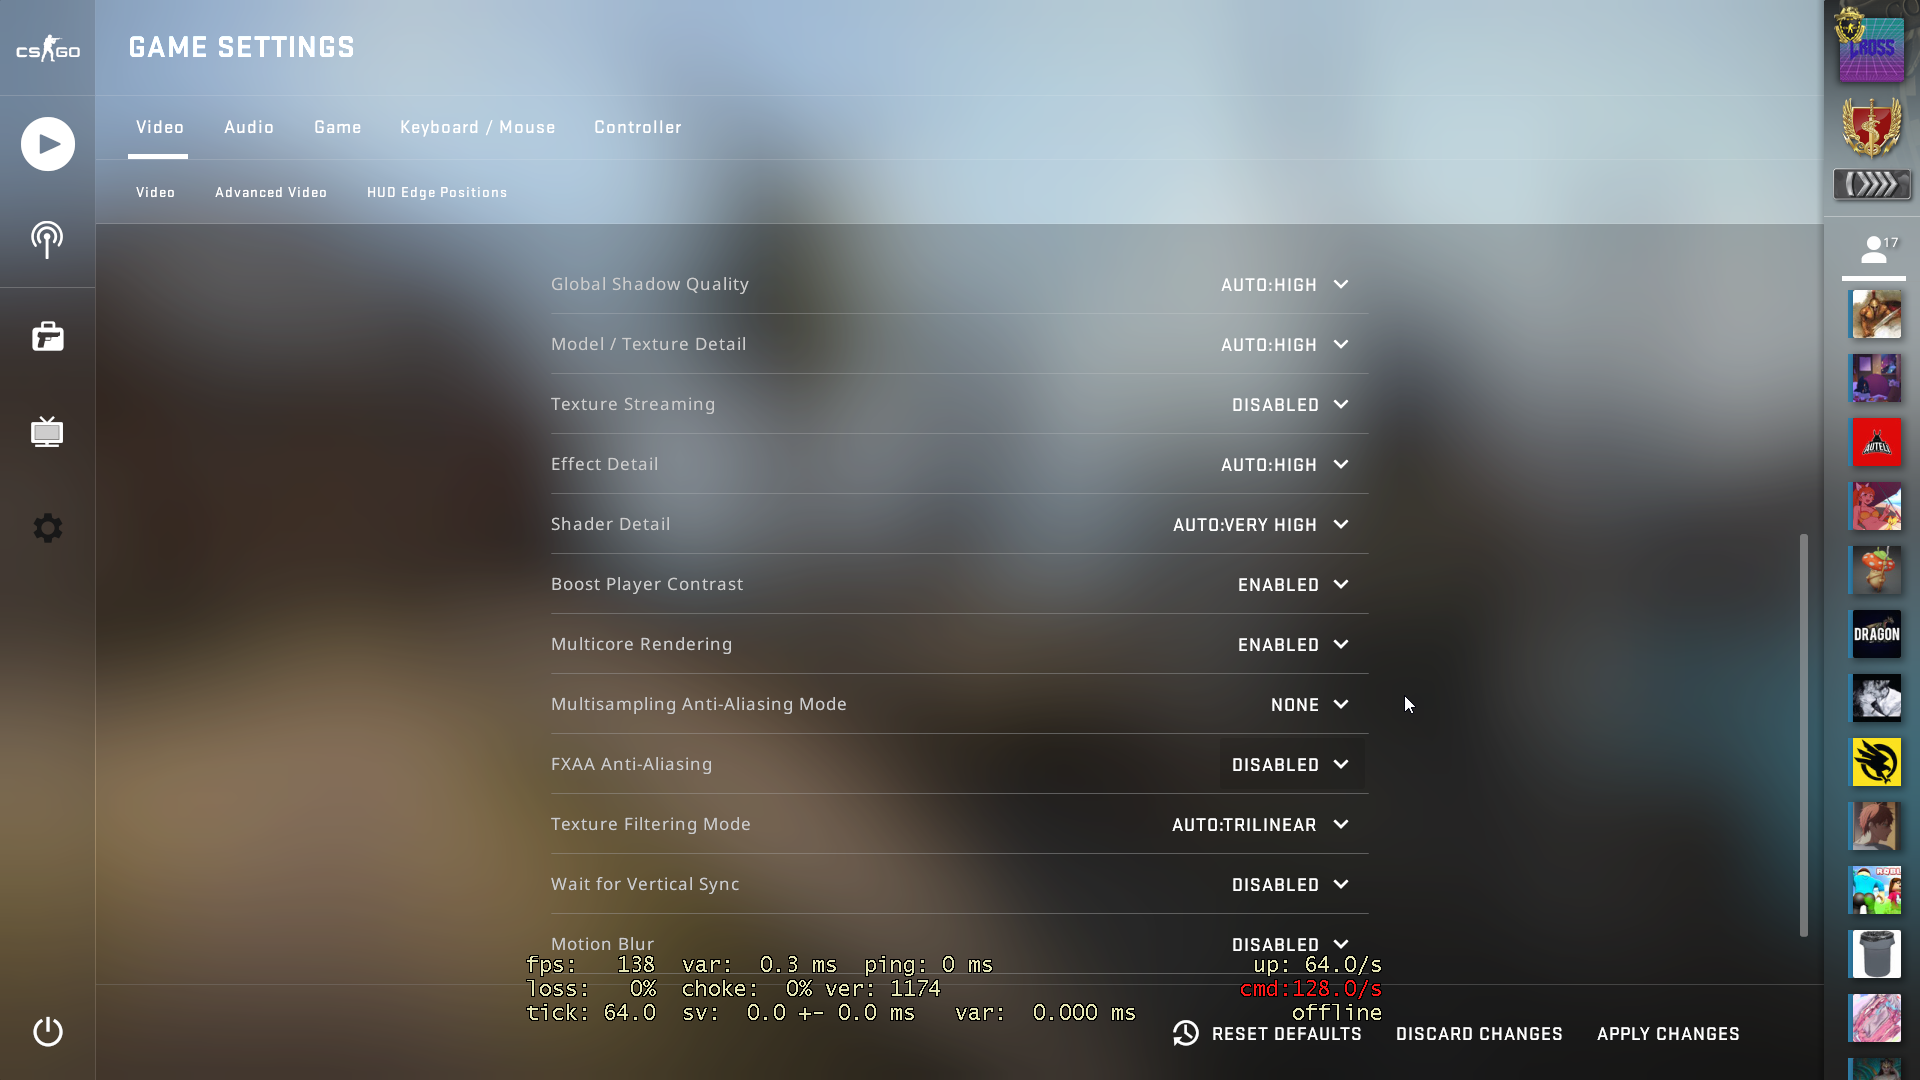 CS GO
GAME SETTINGS
CROSS
Video Audio Game Keyboard / Mouse Controller
Video Advanced Video HUD Edge Positions
17
Global Shadow Quality AUTO:HIGH
Model / Texture Detail AUTO:HIGH
Texture Streaming DISABLED
Effect Detail AUTO:HIGH
Shader Detail AUTO:VERY HIGH
Boost Player Contrast ENABLED
Multicore Rendering ENABLED
DRAGON
Multisampling Anti-Aliasing Mode NONE
FXAA Anti-Aliasing DISABLED
Texture Filtering Mode AUTO:TRILINEAR
Wait for Vertical Sync DISABLED
Motion Blur DISABLED
fps: 138 var: 0.3 ms ping: 0 ms up: 64.0/s
loss: 0% choke: 0% ver: 1174 cmd:128.0/s
tick: 64.0 sv: 0.0 +- 0.0 ms var: 0.000 ms offline
RESET DEFAULTS DISCARD CHANGES APPLY CHANGES